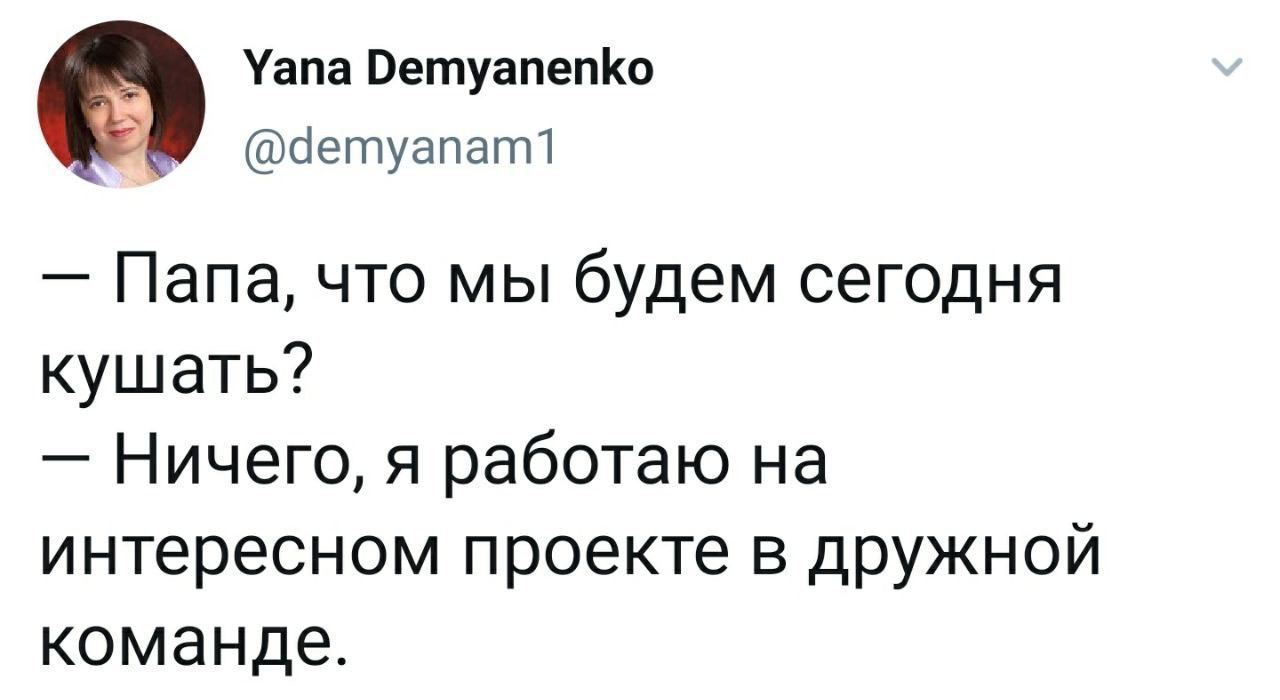 Yana Demyanenko
@demyanam1
— Папа, что мы будем сегодня
кушать?
— Ничего, я работаю на
интересном проекте в дружной
команде.